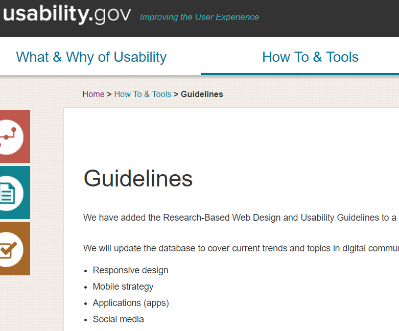 usability.gov Improving the User Experience
What & Why of Usability How To & Tools
Home > How To & Tools > Guidelines
Guidelines
We have added the Research-Based Web Design and Usability Guidelines to a
We will update the database to cover current trends and topics in digital commu
• Responsive design
• Mobile strategy
• Applications (apps)
• Social media